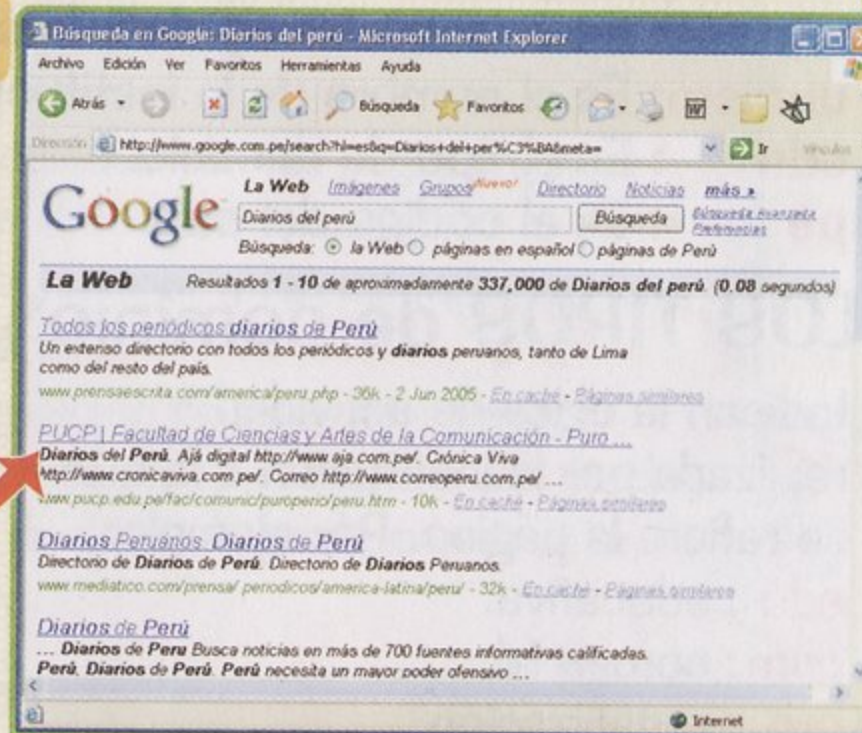 Búsqueda en Google: Diarios del perú - Microsoft Internet Explorer
Archivo Edición Ver Favoritos Herramientas Ayuda
Atrás Búsqueda Favoritos
Dirección http://www.google.com.pe/search?hl=es&q=Diarios+del+per%C3%BA&meta= Ir Vínculos
La Web Imágenes Grupos ¡Nuevo! Directorio Noticias más »
Google Diarios del perú Búsqueda Búsqueda Avanzada
Preferencias
Búsqueda: la Web páginas en español páginas de Perú
La Web Resultados 1 - 10 de aproximadamente 337,000 de Diarios del perú. (0.08 segundos)
Todos los periódicos diarios de Perú
Un extenso directorio con todos los periódicos y diarios peruanos, tanto de Lima
como del resto del país.
www.prensaescrita.com/america/peru.php - 36k - 2 Jun 2005 - En caché - Páginas similares
PUCP | Facultad de Ciencias y Artes de la Comunicación - Puro ...
Diarios del Perú. Ajá digital http://www.aja.com.pe/. Crónica Viva
http://www.cronicaviva.com.pe/. Correo http://www.correoperu.com.pe/ ...
www.pucp.edu.pe/fac/comunic/puroperio/peru.htm - 10k - En caché - Páginas similares
Diarios Peruanos. Diarios de Perú
Directorio de Diarios de Perú. Directorio de Diarios Peruanos.
www.mediatico.com/prensa/ periodicos/america-latina/peru/ - 32k - En caché - Páginas similares
Diarios de Perú
... Diarios de Peru Busca noticias en más de 700 fuentes informativas calificadas.
Perú. Diarios de Perú. Perú necesita un mayor poder ofensivo ...
Internet